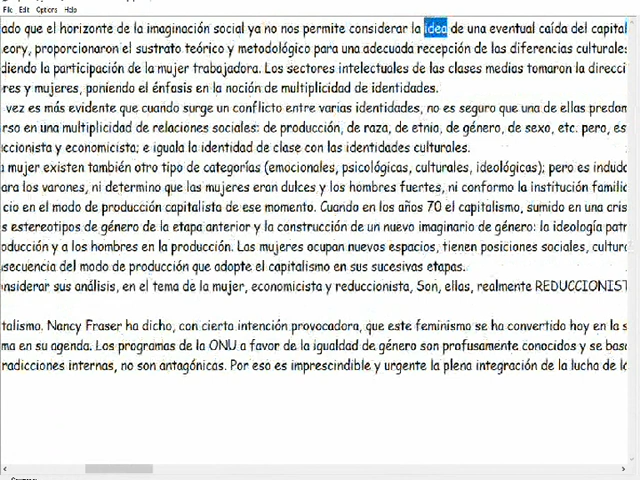 File Edit Options Help
ado que el horizonte de la imaginación social ya no nos permite considerar la idea de una eventual caída del capital
eory, proporcionaron el sustrato teórico y metodológico para una adecuada recepción de las diferencias culturale
diendo la participación de la mujer trabajadora. Los sectores intelectuales de las clases medias tomaron la direcci
res y mujeres, poniendo el énfasis en la noción de multiplicidad de identidades.
vez es más evidente que cuando surge un conflicto entre varias identidades, no es seguro que una de ellas predom
rso en una multiplicidad de relaciones sociales: de producción, de raza, de etnia, de género, de sexo, etc. pero, es
ccionista y economicista; e iguala la identidad de clase con las identidades culturales.
a mujer existen también otro tipo de categorías (emocionales, psicológicas, culturales, ideológicas); pero es induda
ara los varones, ni determino que las mujeres eran dulces y los hombres fuertes, ni conformo la institución familia
cio en el modo de producción capitalista de ese momento. Cuando en los años 70 el capitalismo, sumido en una cris
s estereotipos de género de la etapa anterior y la construcción de un nuevo imaginario de género: la ideología patr
oducción y a los hombres en la producción. Las mujeres ocupan nuevos espacios, tienen posiciones sociales, cultura
secuencia del modo de producción que adopte el capitalismo en sus sucesivas etapas.
nsiderar sus análisis, en el tema de la mujer, economicista y reduccionista, Son, ellas, realmente REDUCCIONIST
talismo. Nancy Fraser ha dicho, con cierta intención provocadora, que este feminismo se ha convertido hoy en la s
ma en su agenda. Los programas de la ONU a favor de la igualdad de género son profusamente conocidos y se basa
radicciones internas, no son antagónicas. Por eso es imprescindible y urgente la plena integración de la lucha de la